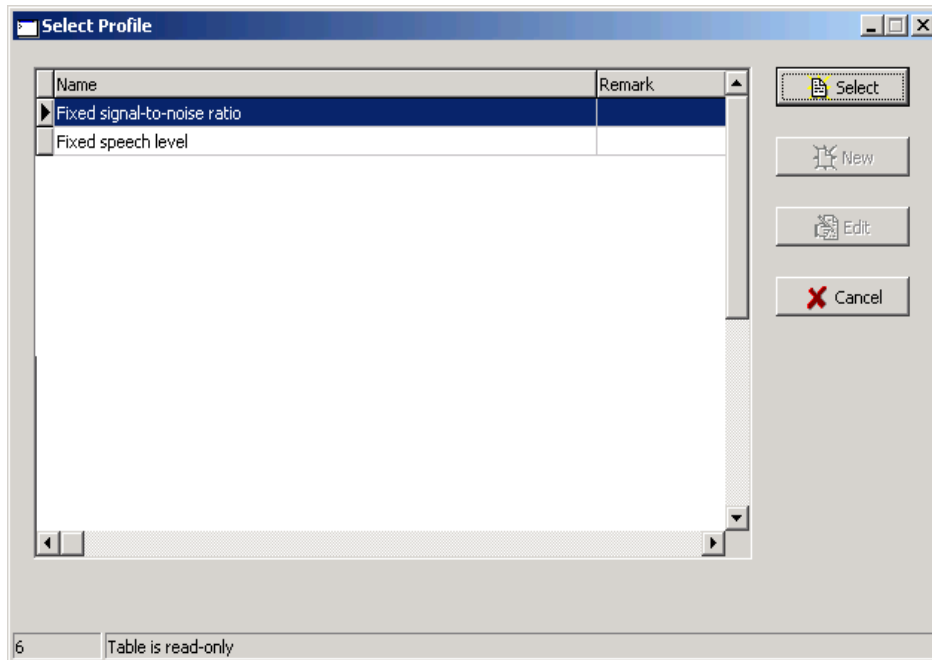 Select Profile
Name Remark
Fixed signal-to-noise ratio
Fixed speech level
Select
New
Edit
Cancel
6 Table is read-only